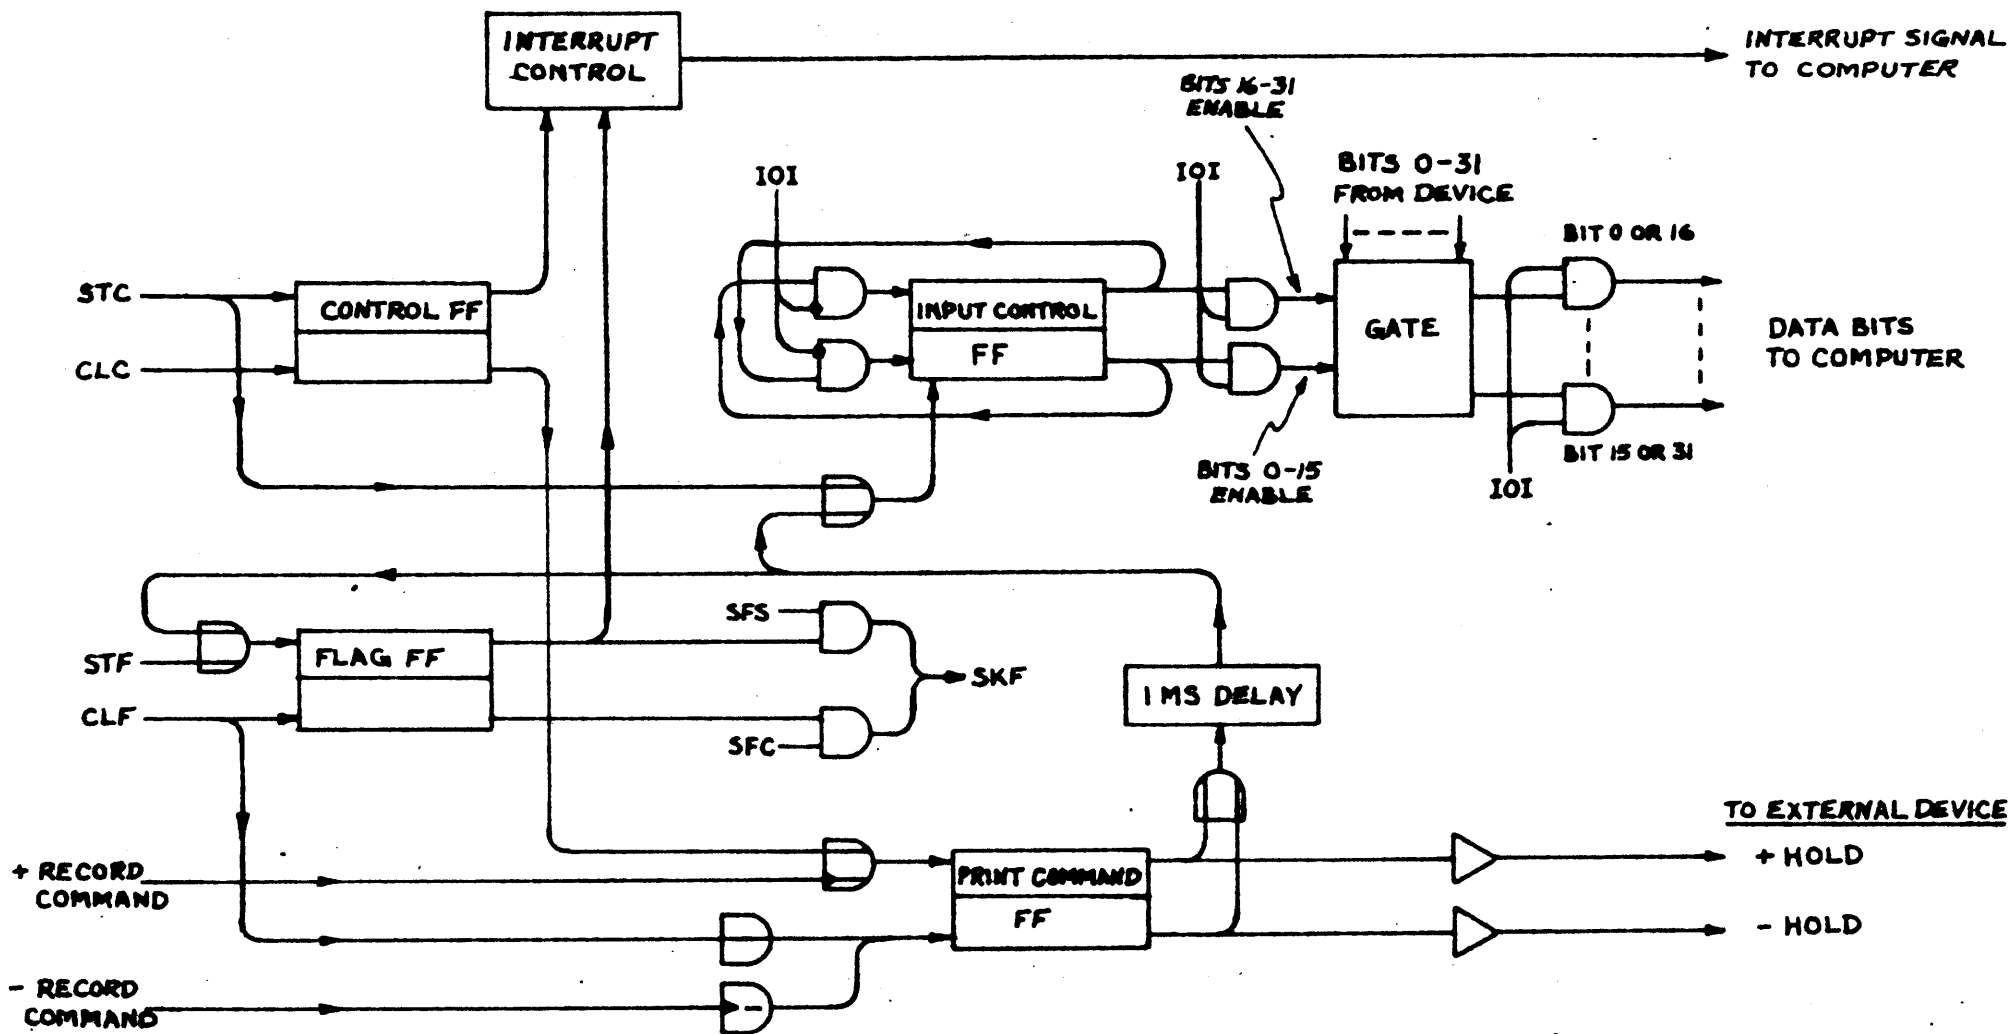 INTERRUPT
CONTROL
INTERRUPT SIGNAL
TO COMPUTER
BITS 16-31
ENABLE
IOI
IOI
BITS 0-31
FROM DEVICE
BIT 0 OR 16
STC
CONTROL FF
CLC
INPUT CONTROL
FF
GATE
DATA BITS
TO COMPUTER
BITS 0-15
ENABLE
BIT 15 OR 31
IOI
STF
FLAG FF
CLF
SFS
SKF
SFC
1 MS DELAY
TO EXTERNAL DEVICE
+ RECORD
COMMAND
PRINT COMMAND
FF
+ HOLD
- HOLD
- RECORD
COMMAND